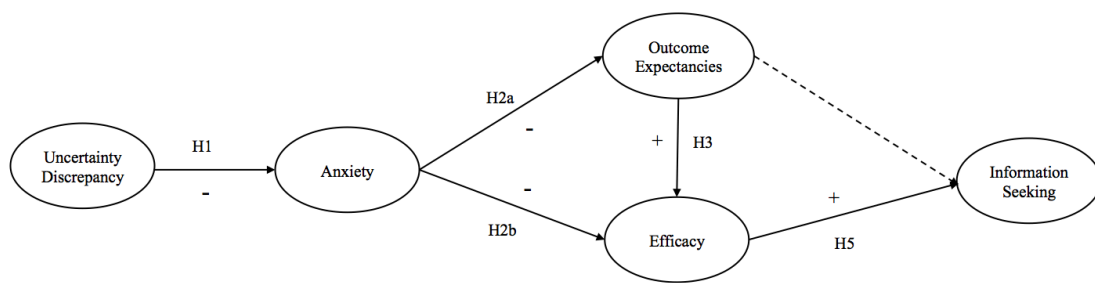 Outcome
Expectancies
H2a
-
H1
Uncertainty
Discrepancy
-
Anxiety
+
H3
-
H2b
Efficacy
+
H5
Information
Seeking